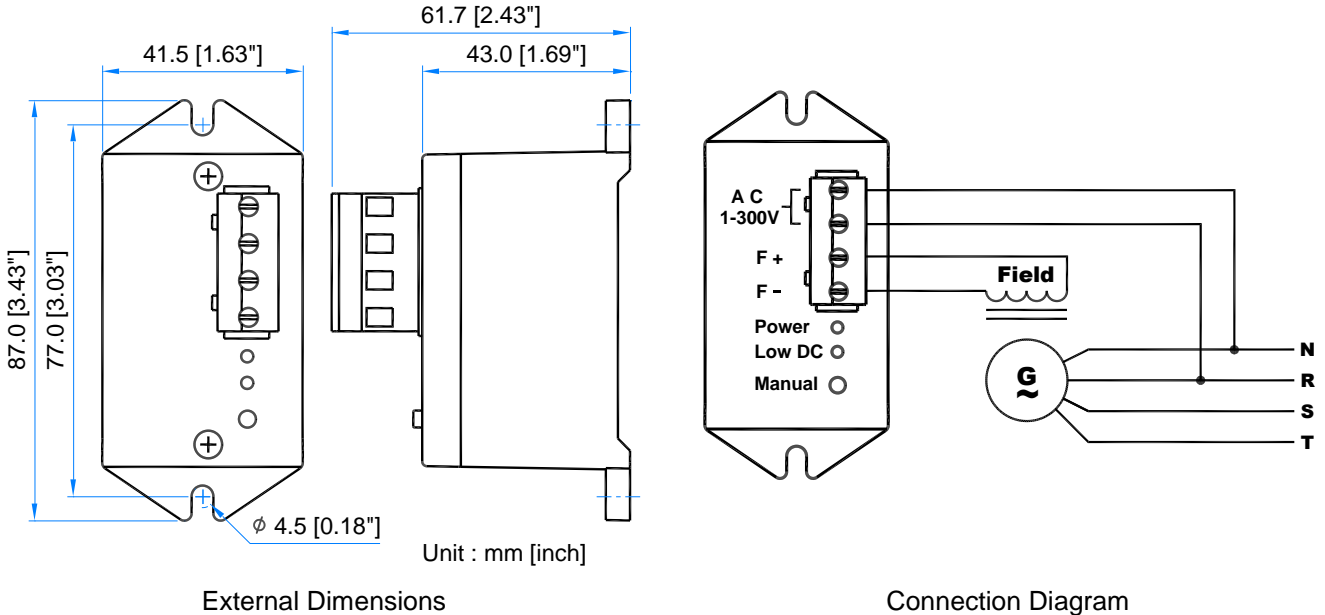 61.7 [2.43"]
41.5 [1.63"]
43.0 [1.69"]
87.0 [3.43"]
77.0 [3.03"]
ϕ 4.5 [0.18"]
Unit : mm [inch]
External Dimensions
A C
1-300V
F +
F −
Field
Power
Low DC
Manual
G
~
N
R
S
T
Connection Diagram